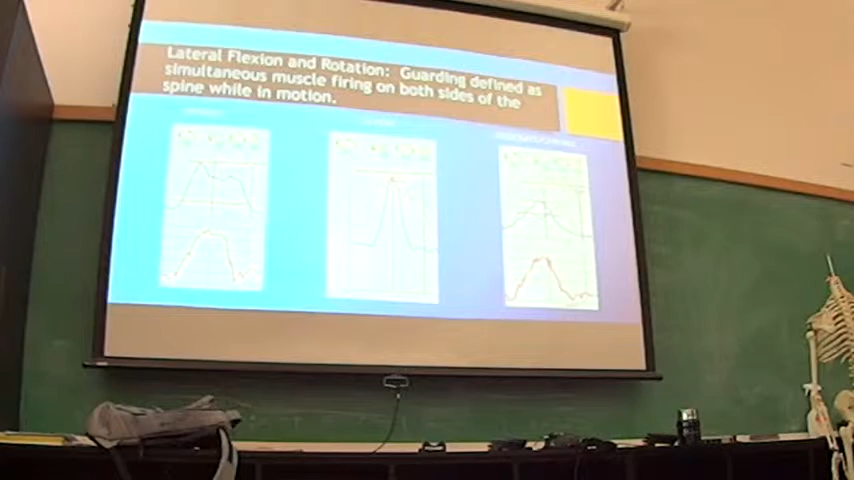 Lateral Flexion and Rotation: Guarding defined as
simultaneous muscle firing on both sides of the
spine while in motion.